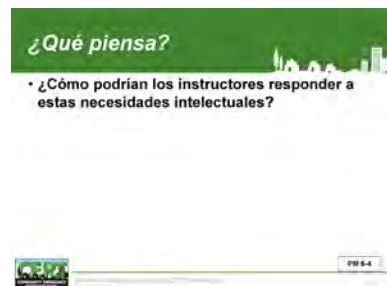 ¿Qué piensa?
• ¿Cómo podrían los instructores responder a
estas necesidades intelectuales?
PM 6-4
CERT